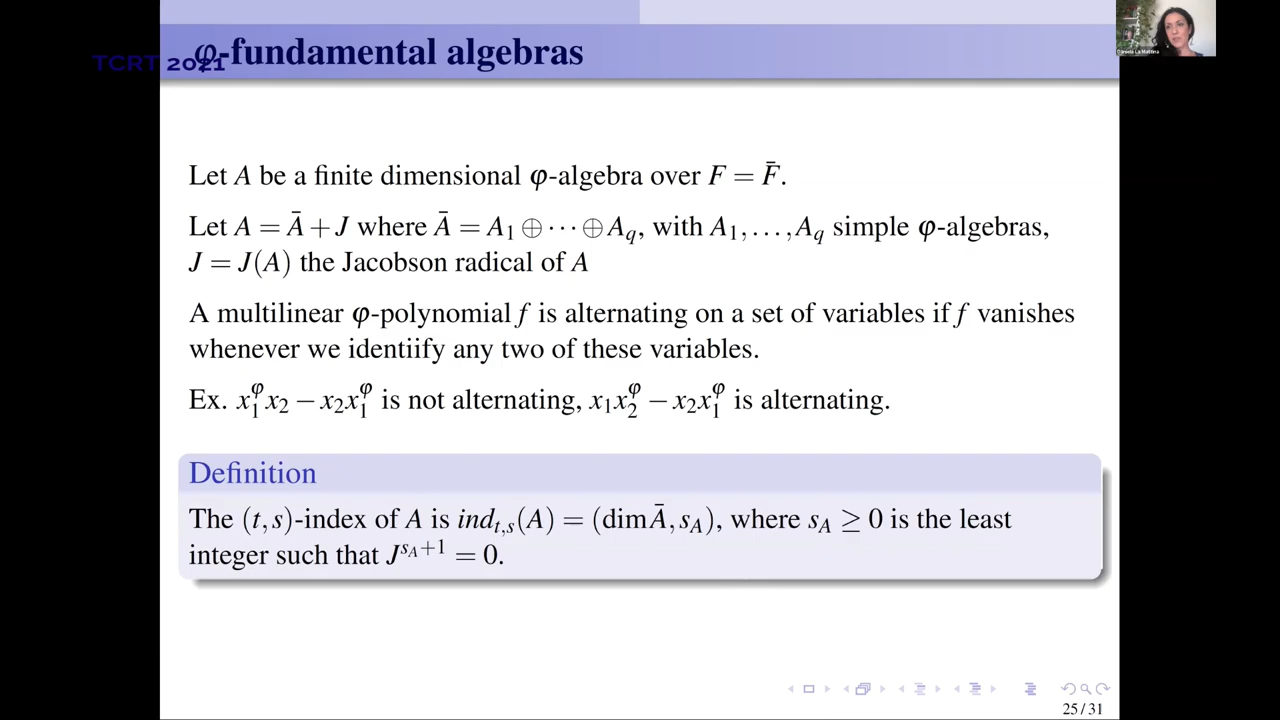 TCRT 2021
φ-fundamental algebras
Daniela La Mattina
Let A be a finite dimensional φ-algebra over F = F̄.
Let A = Ā + J where Ā = A₁ ⊕ ⋯ ⊕ A_q, with A₁, …, A_q simple φ-algebras,
J = J(A) the Jacobson radical of A
A multilinear φ-polynomial f is alternating on a set of variables if f vanishes
whenever we identiify any two of these variables.
Ex. x₁^φ x₂ − x₂x₁^φ is not alternating, x₁x₂^φ − x₂x₁^φ is alternating.
Definition
The (t, s)-index of A is ind_{t,s}(A) = (dim Ā, s_A), where s_A ≥ 0 is the least
integer such that J^{s_A+1} = 0.
25 / 31